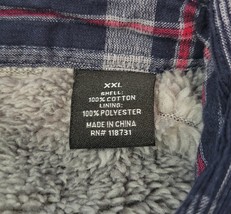 XXL
SHELL:
100% COTTON
LINING:
100% POLYESTER
MADE IN CHINA
RN# 118731